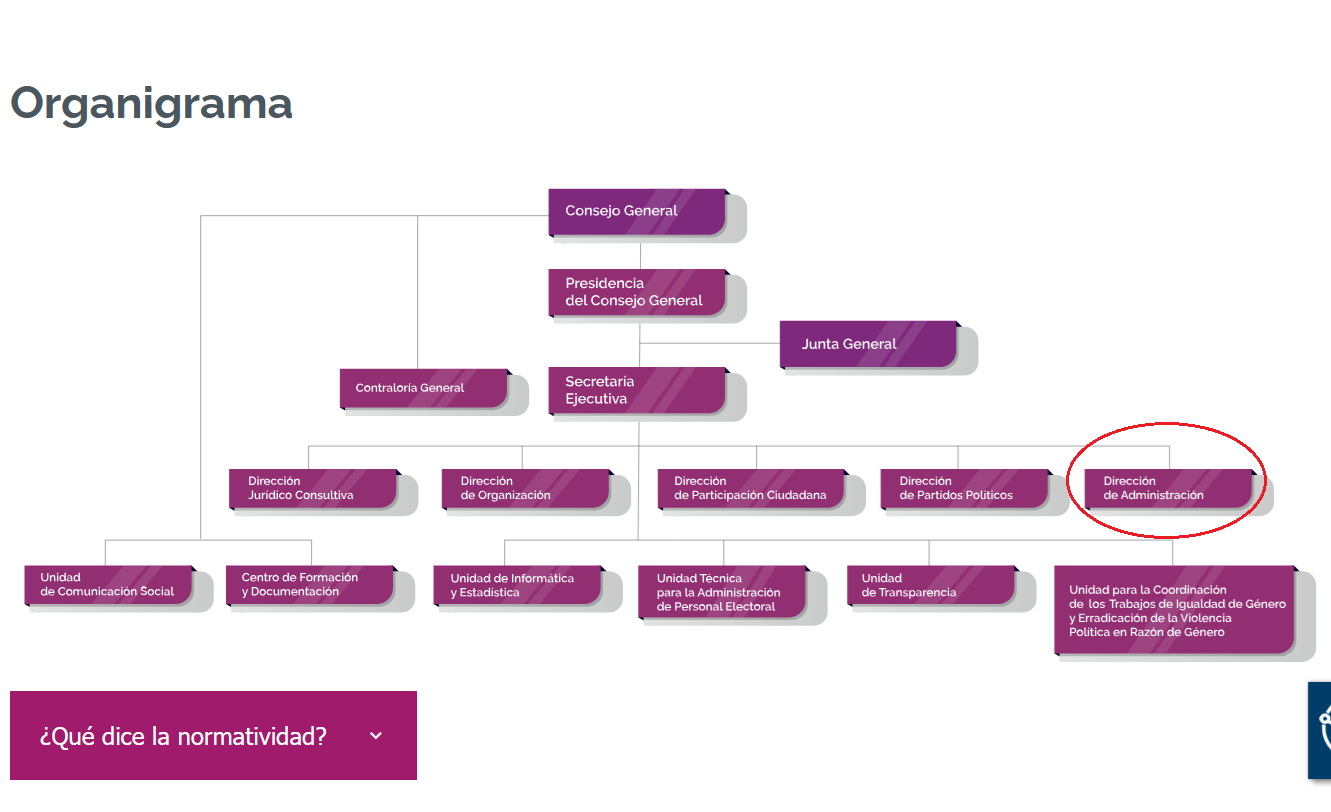 Organigrama
Consejo General
Presidencia
del Consejo General
Junta General
Contraloría General
Secretaría
Ejecutiva
Dirección
Jurídico Consultiva
Dirección
de Organización
Dirección
de Participación Ciudadana
Dirección
de Partidos Políticos
Dirección
de Administración
Unidad
de Comunicación Social
Centro de Formación
y Documentación
Unidad de Informática
y Estadística
Unidad Técnica
para la Administración
de Personal Electoral
Unidad
de Transparencia
Unidad para la Coordinación
de los Trabajos de Igualdad de Género
y Erradicación de la Violencia
Política en Razón de Género
¿Qué dice la normatividad?